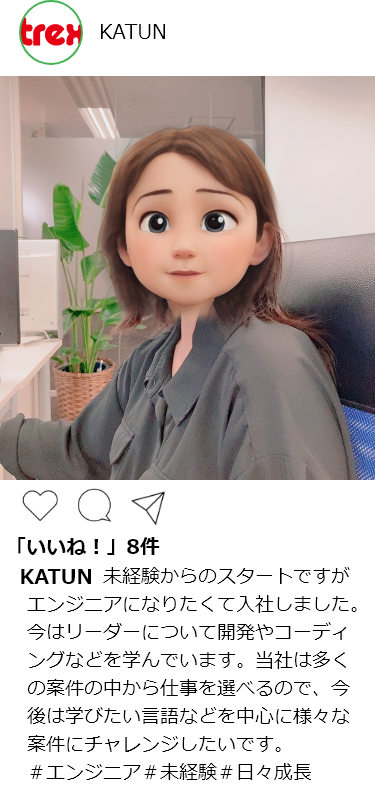 trex
KATUN
「いいね！」8件
KATUN 未経験からのスタートですが
エンジニアになりたくて入社しました。
今はリーダーについて開発やコーディ
ングなどを学んでいます。当社は多く
の案件の中から仕事を選べるので、今
後は学びたい言語などを中心に様々な
案件にチャレンジしたいです。
＃エンジニア＃未経験＃日々成長